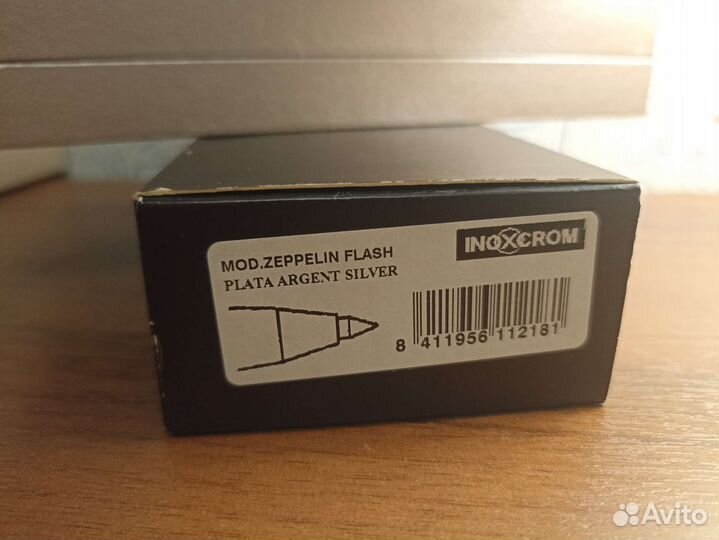 INOXCROM
MOD.ZEPPELIN FLASH
PLATA ARGENT SILVER
8 411956 112181
Avito